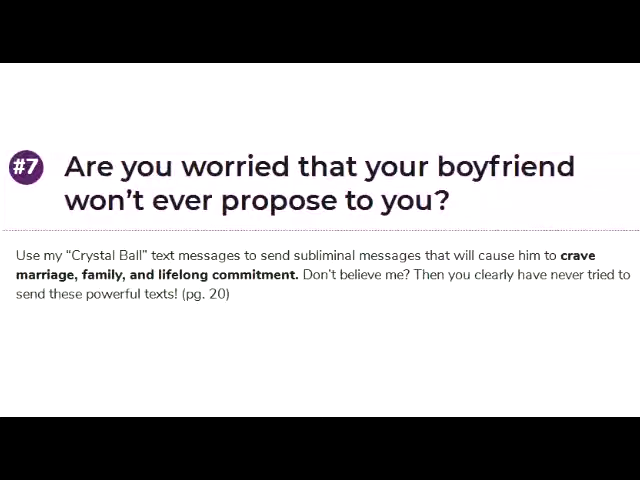 #7 Are you worried that your boyfriend
won't ever propose to you?
Use my “Crystal Ball” text messages to send subliminal messages that will cause him to crave
marriage, family, and lifelong commitment. Don't believe me? Then you clearly have never tried to
send these powerful texts! (pg. 20)